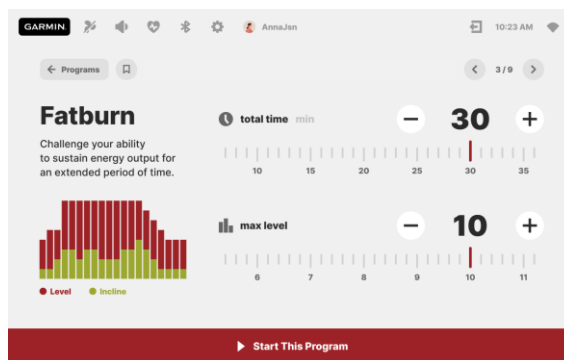 GARMIN.
AnnaJsn
10:23 AM
← Programs
3 / 9
Fatburn
Challenge your ability
to sustain energy output for
an extended period of time.
Level
Incline
total time min
30
10 15 20 25 30 35
max level
10
6 7 8 9 10 11
Start This Program